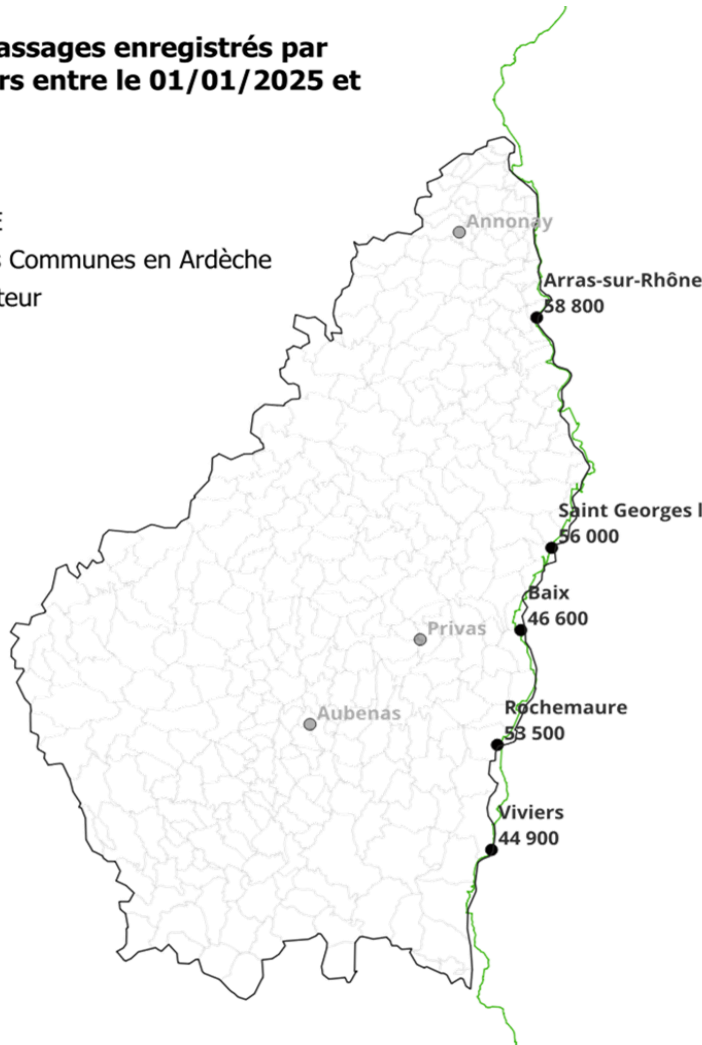 assages enregistrés par
rs entre le 01/01/2025 et
s Communes en Ardèche
teur
Annonay
Arras-sur-Rhône
58 800
Saint Georges l
56 000
Baix
46 600
Privas
Rochemaure
53 500
Aubenas
Viviers
44 900